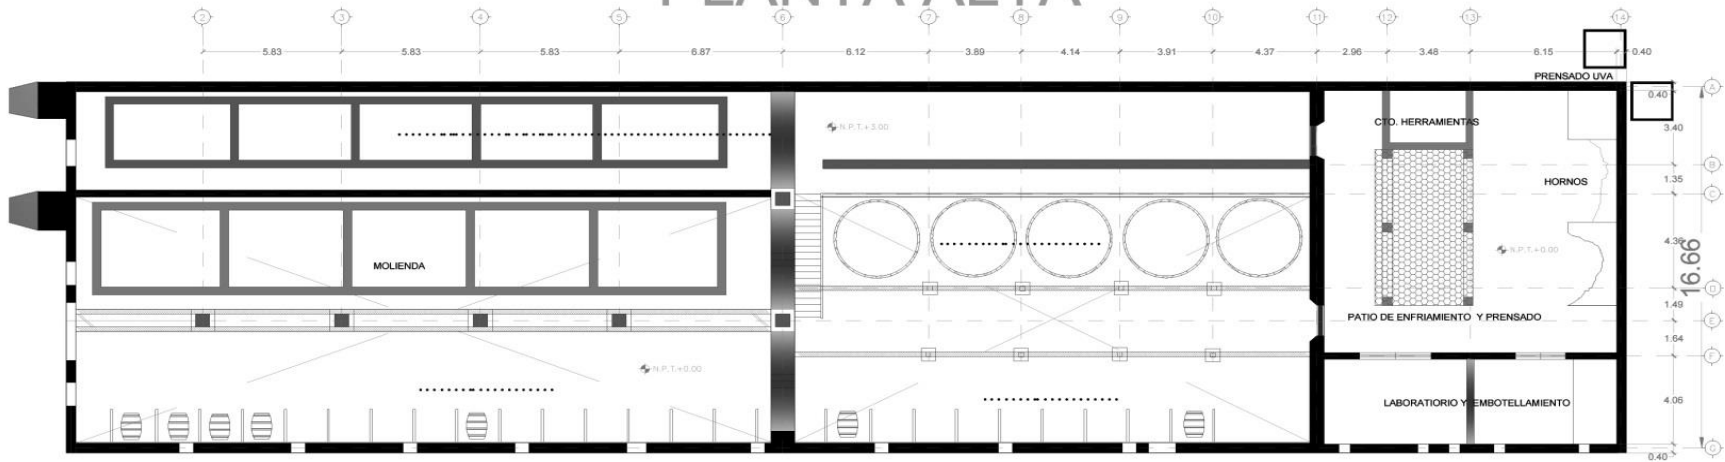 PLANTA ALTA
2 3 4 5 6 7 8 9 10 11 12 13 14
5.83 5.83 5.83 6.87 6.12 3.89 4.14 3.91 4.37 2.96 3.48 6.15 0.40
PRENSADO UVA
A
0.40
CTO. HERRAMIENTAS
N.P.T.+3.00
3.40
B
1.35
HORNOS
C
MOLIENDA
4.36
N.P.T.+0.00
16.66
D
1.49
PATIO DE ENFRIAMIENTO Y PRENSADO
E
1.64
F
N.P.T.+0.00
LABORATIORIO Y EMBOTELLAMIENTO
4.06
G
0.40